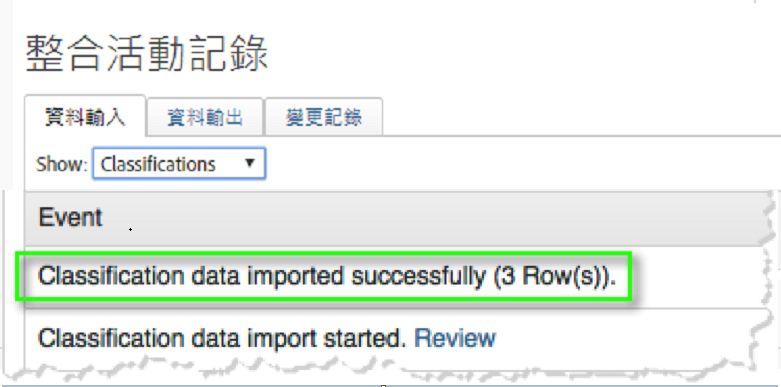 整合活動記錄
資料輸入 資料輸出 變更記錄
Show: Classifications
Event
Classification data imported successfully (3 Row(s)).
Classification data import started. Review